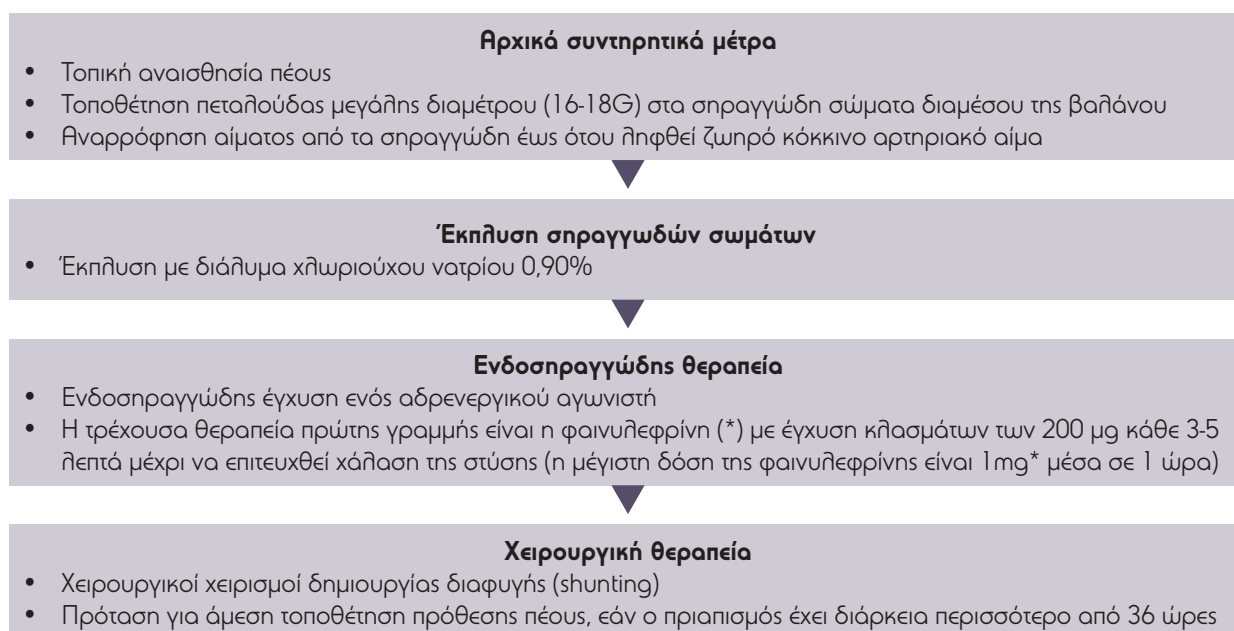 Αρχικά συντηρητικά μέτρα
• Τοπική αναισθησία πέους
• Τοποθέτηση πεταλούδας μεγάλης διαμέτρου (16-18G) στα σηραγγώδη σώματα διαμέσου της βαλάνου
• Αναρρόφηση αίματος από τα σηραγγώδη έως ότου ληφθεί ζωηρό κόκκινο αρτηριακό αίμα
Έκπλυση σηραγγωδών σωμάτων
• Έκπλυση με διάλυμα χλωριούχου νατρίου 0,90%
Ενδοσηραγγώδης θεραπεία
• Ενδοσηραγγώδης έγχυση ενός αδρενεργικού αγωνιστή
• Η τρέχουσα θεραπεία πρώτης γραμμής είναι η φαινυλεφρίνη (*) με έγχυση κλασμάτων των 200 μg κάθε 3-5
λεπτά μέχρι να επιτευχθεί χάλαση της στύσης (η μέγιστη δόση της φαινυλεφρίνης είναι 1mg* μέσα σε 1 ώρα)
Χειρουργική θεραπεία
• Χειρουργικοί χειρισμοί δημιουργίας διαφυγής (shunting)
• Πρόταση για άμεση τοποθέτηση πρόθεσης πέους, εάν ο πριαπισμός έχει διάρκεια περισσότερο από 36 ώρες